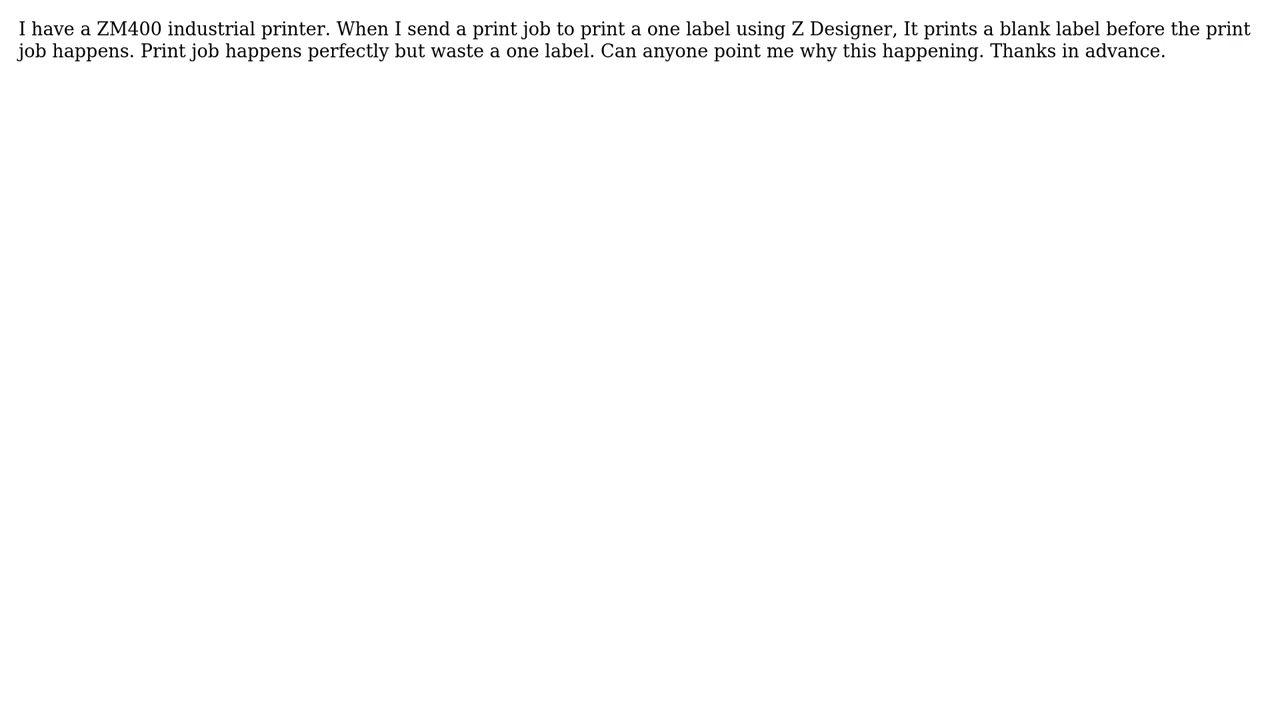 I have a ZM400 industrial printer. When I send a print job to print a one label using Z Designer, It prints a blank label before the print
job happens. Print job happens perfectly but waste a one label. Can anyone point me why this happening. Thanks in advance.